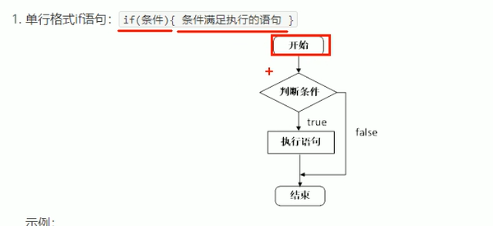 1. 单行格式if语句：if(条件){ 条件满足执行的语句 }
开始
判断条件
true
false
执行语句
结束
示例：